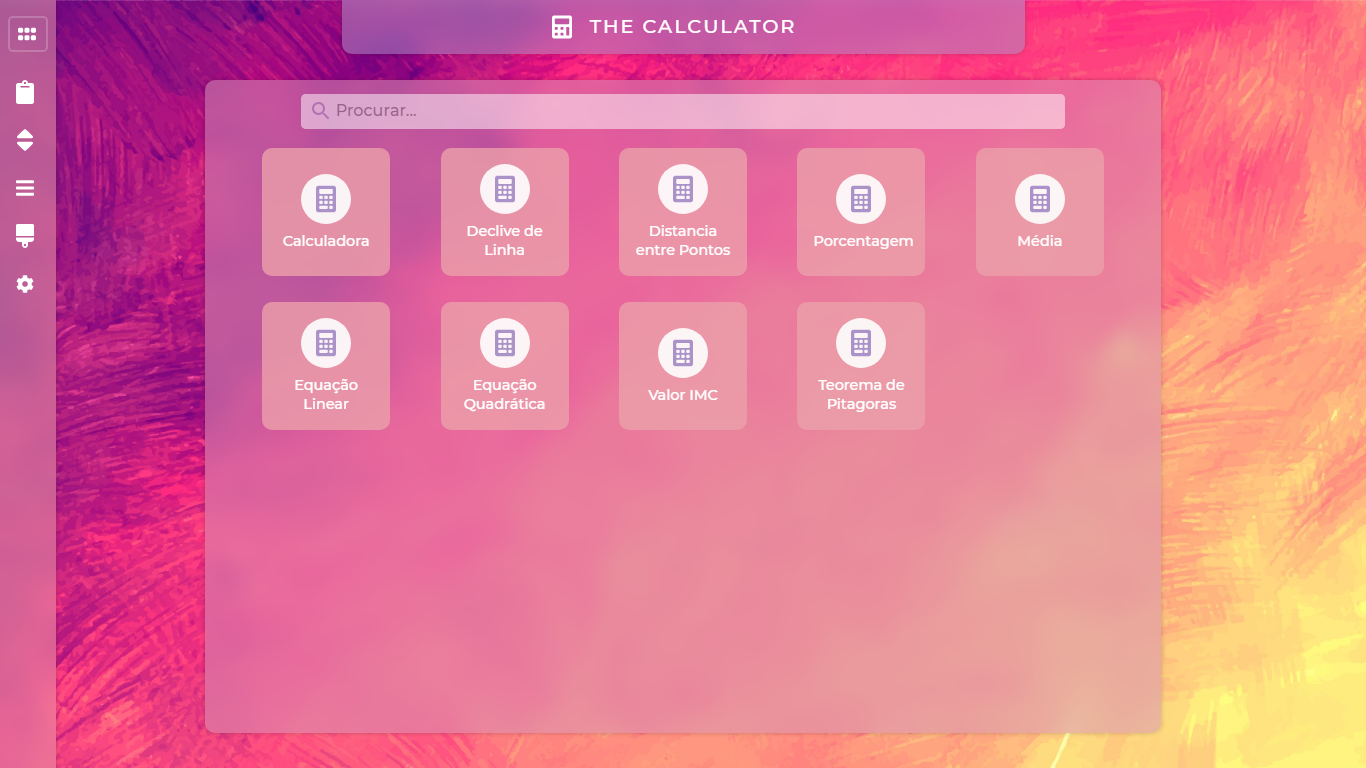 THE CALCULATOR
Procurar...
Calculadora
Declive de
Linha
Distancia
entre Pontos
Porcentagem
Média
Equação
Linear
Equação
Quadrática
Valor IMC
Teorema de
Pitagoras